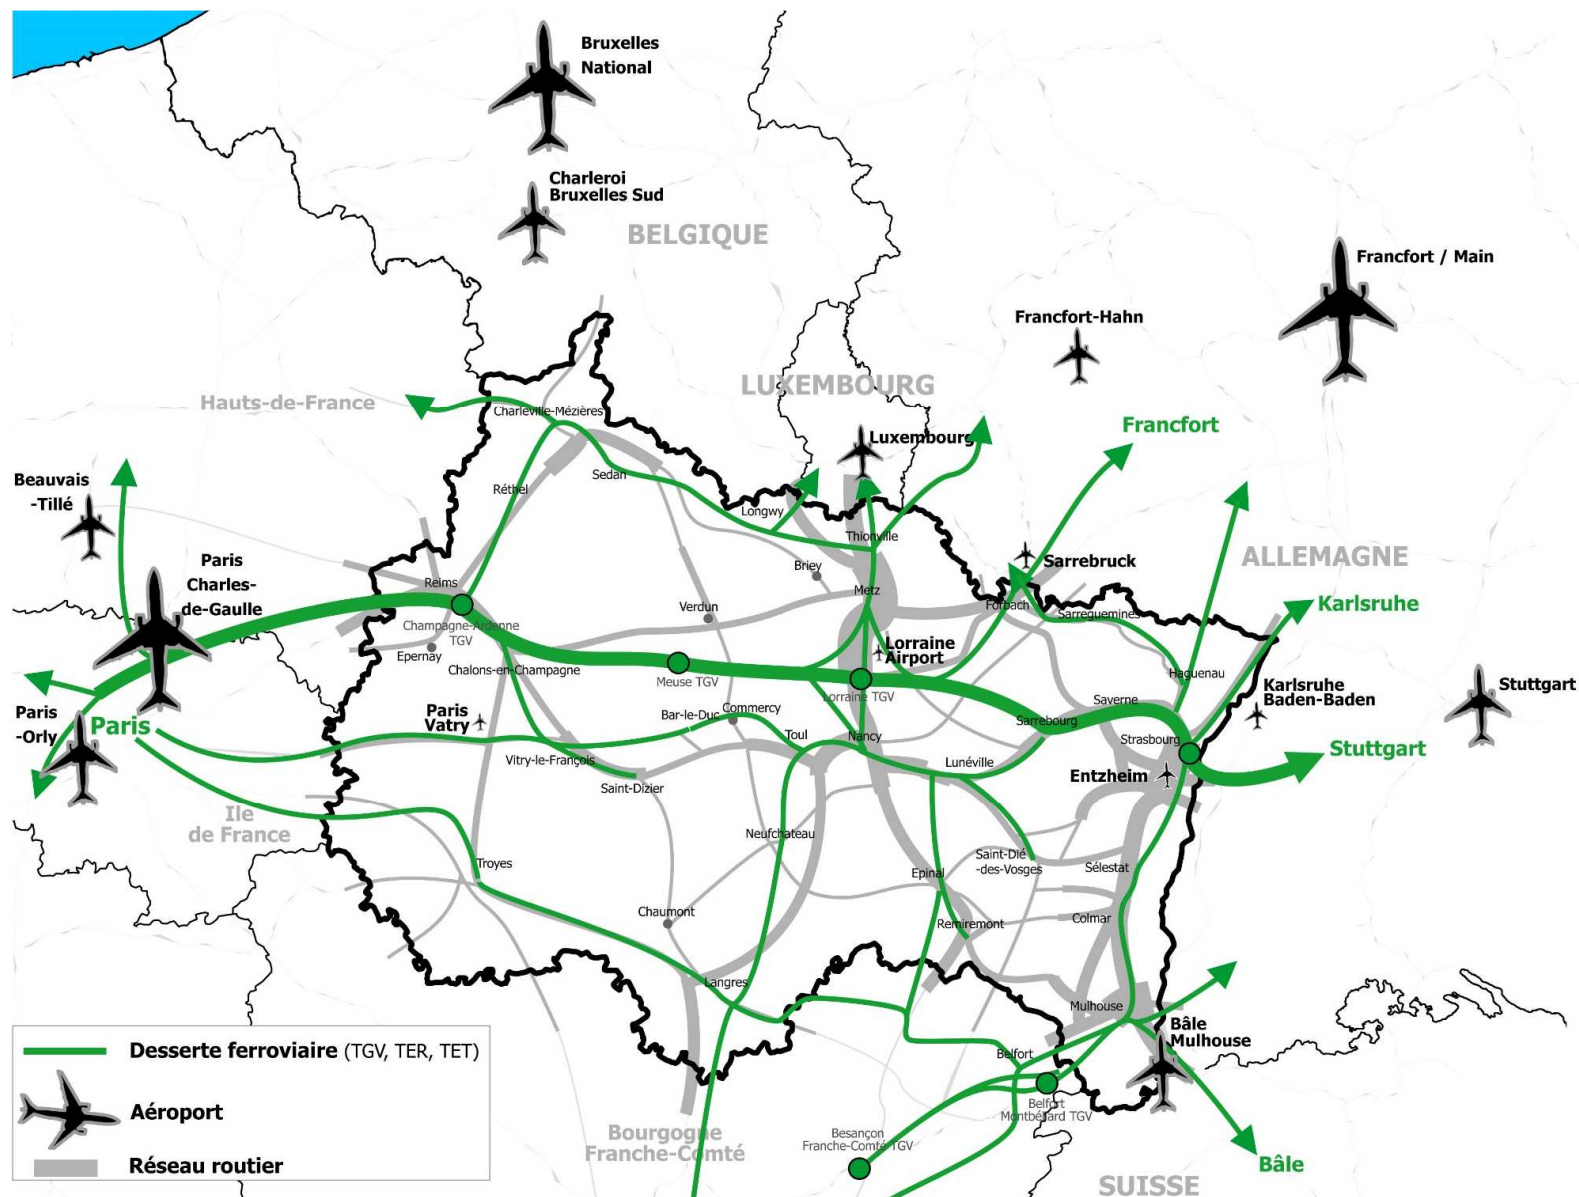 Bruxelles
National
Charleroi
Bruxelles Sud
BELGIQUE
Francfort / Main
Francfort-Hahn
LUXEMBOURG
Hauts-de-France
Charleville-Mézières
Francfort
Luxembourg
Beauvais
-Tillé
Sedan
Réthel
Longwy
Thionville
ALLEMAGNE
Paris
Charles-
de-Gaulle
Sarrebruck
Briey
Reims
Metz
Verdun
Forbach
Sarreguemines
Karlsruhe
Champagne-Ardenne
TGV
Epernay
Lorraine
Airport
Chalons-en-Champagne
Meuse TGV
Haguenau
Lorraine TGV
Saverne
Karlsruhe
Baden-Baden
Stuttgart
Paris
-Orly
Paris
Paris
Vatry
Bar-le-Duc
Commercy
Sarrebourg
Toul
Nancy
Strasbourg
Stuttgart
Vitry-le-François
Lunéville
Entzheim
Saint-Dizier
Ile
de France
Neufchateau
Troyes
Saint-Dié
-des-Vosges
Epinal
Sélestat
Chaumont
Remiremont
Colmar
Langres
Mulhouse
Bâle
Mulhouse
Belfort
Belfort
Montbéliard TGV
Besançon
Franche-Comté TGV
Bourgogne
Franche-Comté
Bâle
SUISSE
Desserte ferroviaire (TGV, TER, TET)
Aéroport
Réseau routier